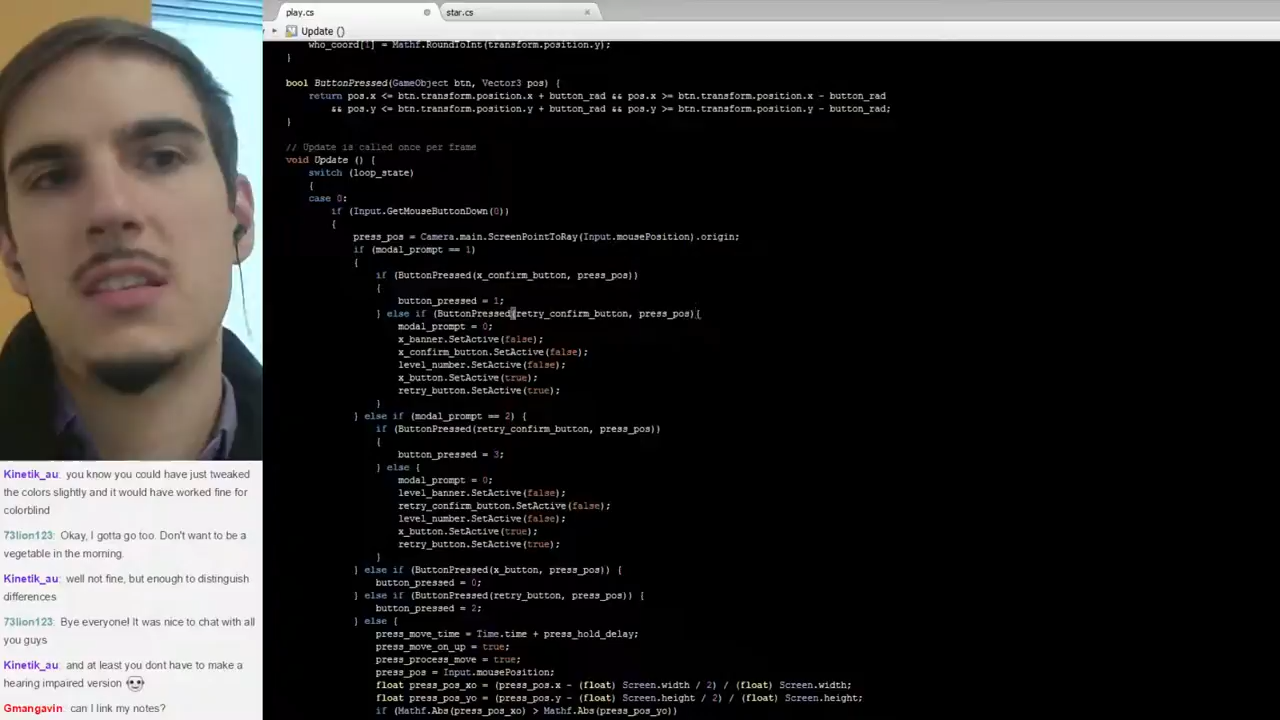 play.cs
star.cs
Update ()
who_coord[1] = Mathf.RoundToInt(transform.position.y);
}
bool ButtonPressed(GameObject btn, Vector3 pos) {
return pos.x <= btn.transform.position.x + button_rad && pos.x >= btn.transform.position.x - button_rad
&& pos.y <= btn.transform.position.y + button_rad && pos.y >= btn.transform.position.y - button_rad;
}
// Update is called once per frame
void Update () {
switch (loop_state)
{
case 0:
if (Input.GetMouseButtonDown(0))
{
press_pos = Camera.main.ScreenPointToRay(Input.mousePosition).origin;
if (modal_prompt == 1)
{
if (ButtonPressed(x_confirm_button, press_pos))
{
button_pressed = 1;
} else if (ButtonPressed(retry_confirm_button, press_pos){
modal_prompt = 0;
x_banner.SetActive(false);
x_confirm_button.SetActive(false);
level_number.SetActive(false);
x_button.SetActive(true);
retry_button.SetActive(true);
}
} else if (modal_prompt == 2) {
if (ButtonPressed(retry_confirm_button, press_pos))
{
button_pressed = 3;
} else {
modal_prompt = 0;
level_banner.SetActive(false);
retry_confirm_button.SetActive(false);
level_number.SetActive(false);
x_button.SetActive(true);
retry_button.SetActive(true);
}
} else if (ButtonPressed(x_button, press_pos)) {
button_pressed = 0;
} else if (ButtonPressed(retry_button, press_pos)) {
button_pressed = 2;
} else {
press_move_time = Time.time + press_hold_delay;
press_move_on_up = true;
press_process_move = true;
press_pos = Input.mousePosition;
float press_pos_xo = (press_pos.x - (float) Screen.width / 2) / (float) Screen.width;
float press_pos_yo = (press_pos.y - (float) Screen.height / 2) / (float) Screen.height;
if (Mathf.Abs(press_pos_xo) > Mathf.Abs(press_pos_yo))
Kinetik_au: you know you could have just tweaked
the colors slightly and it would have worked fine for
colorblind
73lion123: Okay, I gotta go too. Don't want to be a
vegetable in the morning.
Kinetik_au: well not fine, but enough to distinguish
differences
73lion123: Bye everyone! It was nice to chat with all
you guys
Kinetik_au: and at least you dont have to make a
hearing impaired version
Gmangavin: can I link my notes?